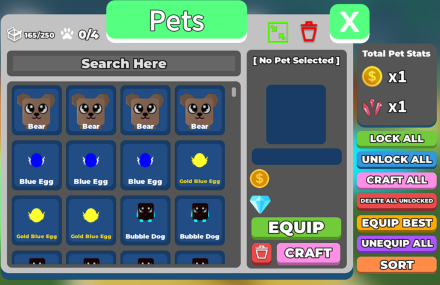 Pets
X
165/250
0/4
Search Here
[ No Pet Selected ]
Total Pet Stats
x1
x1
Bear
Bear
Bear
Bear
Blue Egg
Blue Egg
Blue Egg
Gold Blue Egg
Gold Blue Egg
Gold Blue Egg
Bubble Dog
Bubble Dog
EQUIP
CRAFT
LOCK ALL
UNLOCK ALL
CRAFT ALL
DELETE ALL UNLOCKED
EQUIP BEST
UNEQUIP ALL
SORT